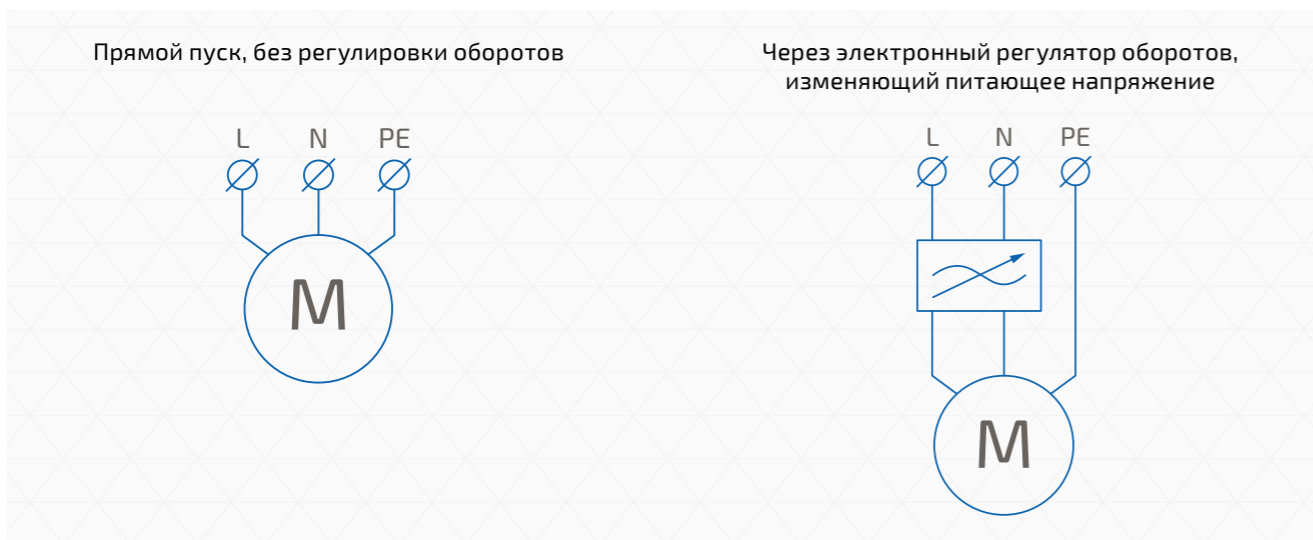 Прямой пуск, без регулировки оборотов
L N PE
M
Через электронный регулятор оборотов,
изменяющий питающее напряжение
L N PE
M